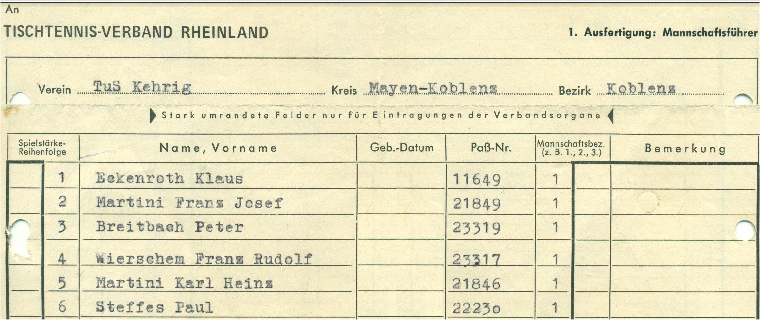 An
TISCHTENNIS-VERBAND RHEINLAND
1. Ausfertigung: Mannschaftsführer
Verein TuS Kehrig Kreis Mayen-Koblenz Bezirk Koblenz
Stark umrandete Felder nur für Eintragungen der Verbandsorgane
Spielstärke-Reihenfolge Name, Vorname Geb.-Datum Paß-Nr. Mannschaftsbez. (z. B. 1., 2., 3.) Bemerkung
1 Eckenroth Klaus 11649 1
2 Martini Franz Josef 21849 1
3 Breitbach Peter 23319 1
4 Wierschem Franz Rudolf 23317 1
5 Martini Karl Heinz 21846 1
6 Steffes Paul 22230 1